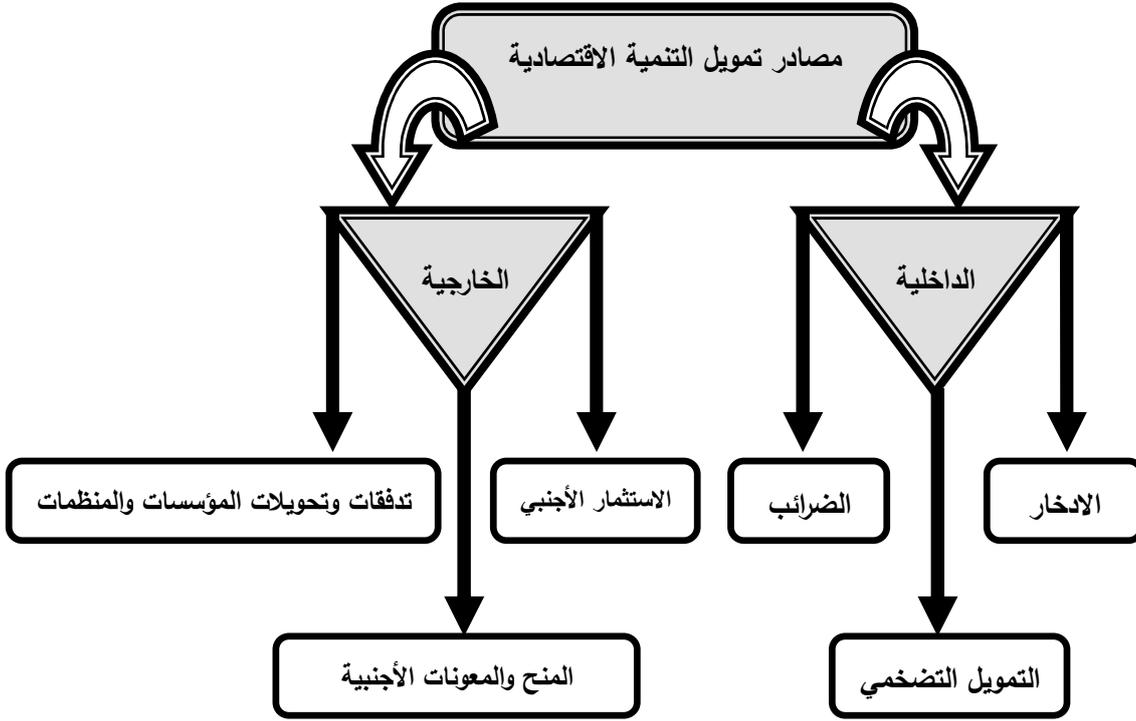 مصادر تمويل التنمية الاقتصادية
الداخلية
الخارجية
الادخار
الضرائب
الاستثمار الأجنبي
تدفقات وتحويلات المؤسسات والمنظمات
التمويل التضخمي
المنح والمعونات الأجنبية